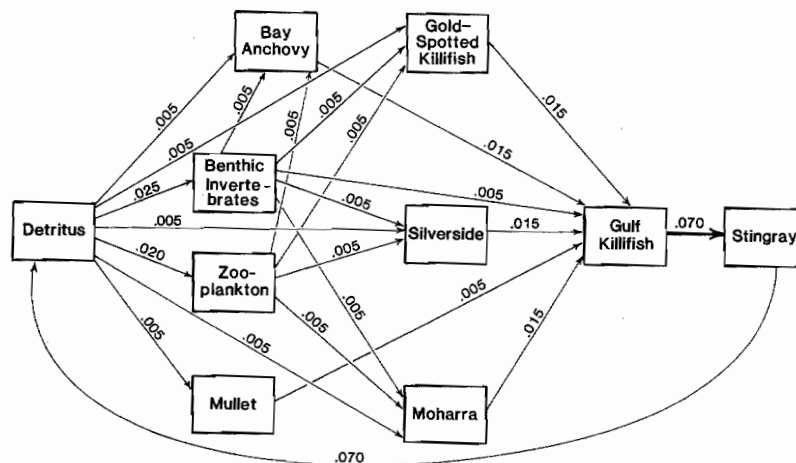 Bay
Anchovy
Gold-
Spotted
Killifish
.005
.005
.005
.005
.005
.005
.015
.015
Benthic
Inverte-
brates
.025
.005
.005
Detritus
.005
Silverside
.015
Gulf
Killifish
.070
Stingray
.020
Zoo-
plankton
.005
.005
.005
.005
.005
.015
Mullet
Moharra
.070